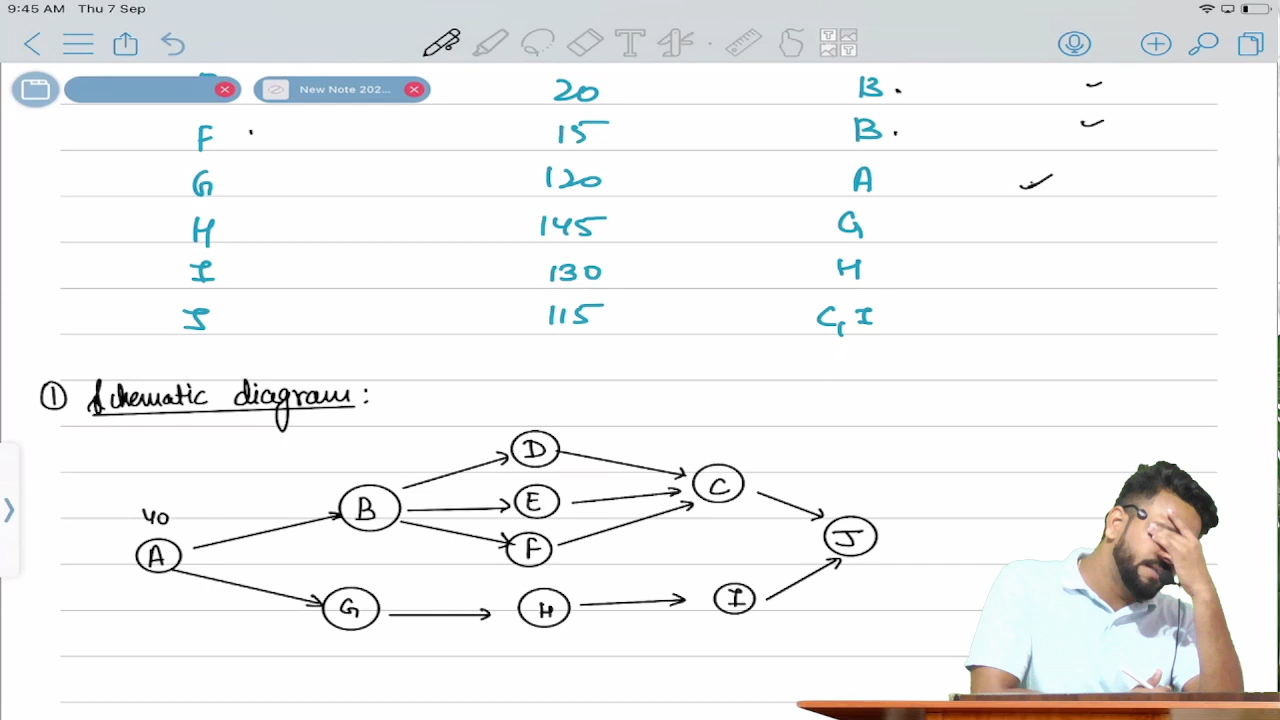 9:45 AM Thu 7 Sep
New Note 202...
20 B
F 15 B
G 120 A
H 145 G
I 130 H
J 115 C, I
① Schematic diagram:
D
C
40 B E J
A F
G H I